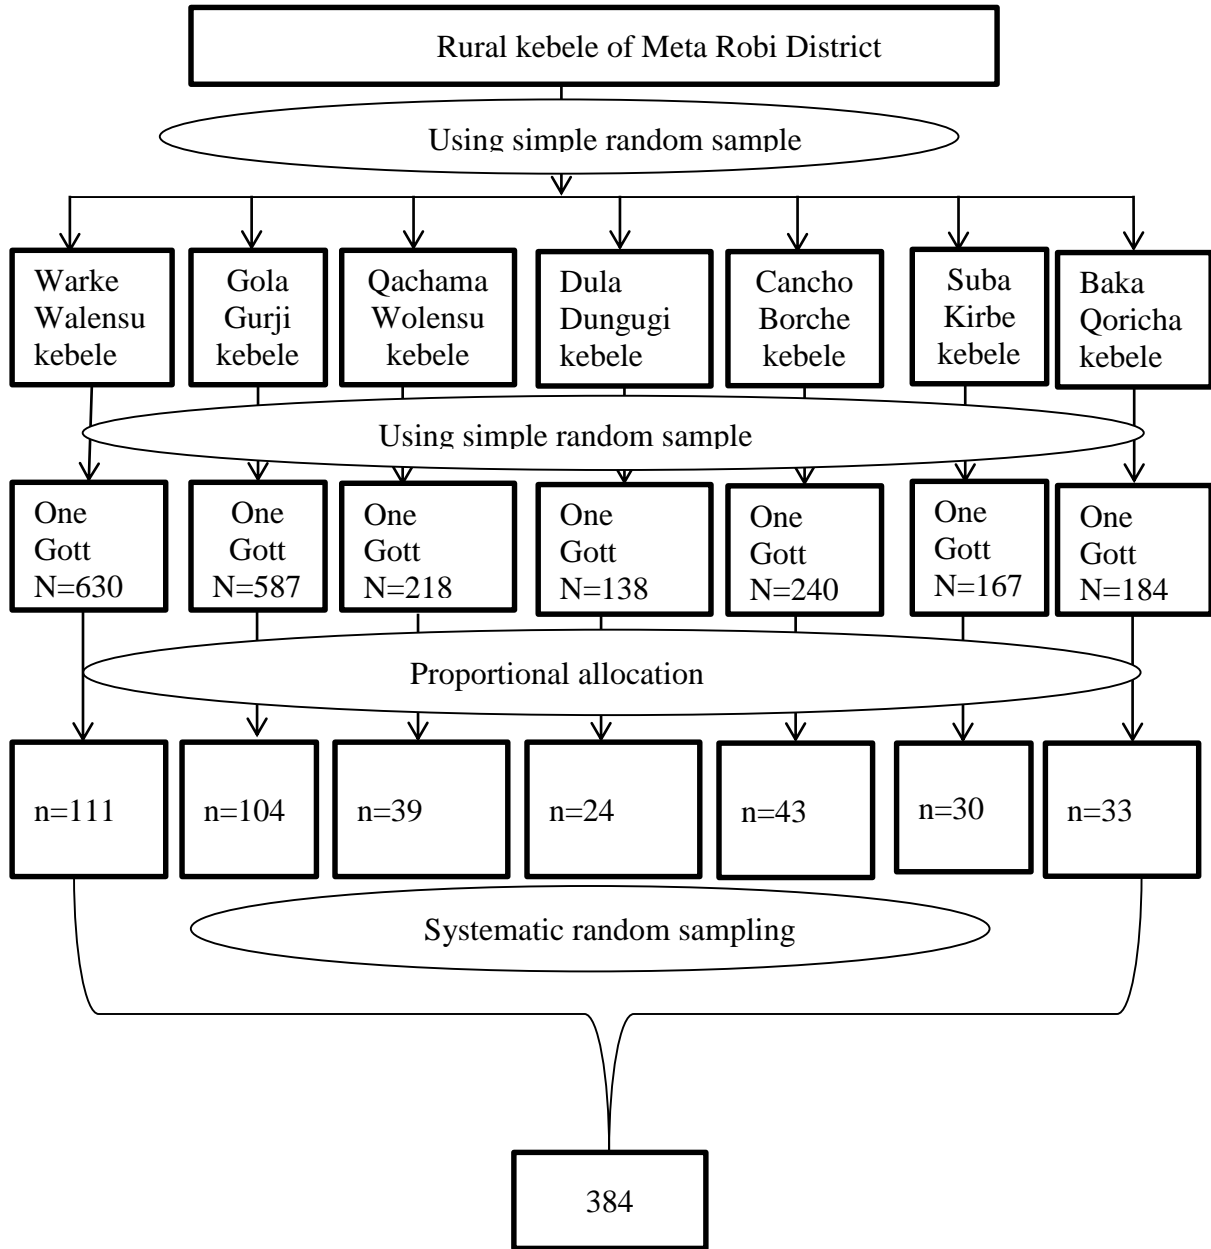 Rural kebele of Meta Robi District
Using simple random sample
Warke
Walensu
kebele
Gola
Gurji
kebele
Qachama
Wolensu
kebele
Dula
Dungugi
kebele
Cancho
Borche
kebele
Suba
Kirbe
kebele
Baka
Qoricha
kebele
Using simple random sample
One
Gott
N=630
One
Gott
N=587
One
Gott
N=218
One
Gott
N=138
One
Gott
N=240
One
Gott
N=167
One
Gott
N=184
Proportional allocation
n=111
n=104
n=39
n=24
n=43
n=30
n=33
Systematic random sampling
384